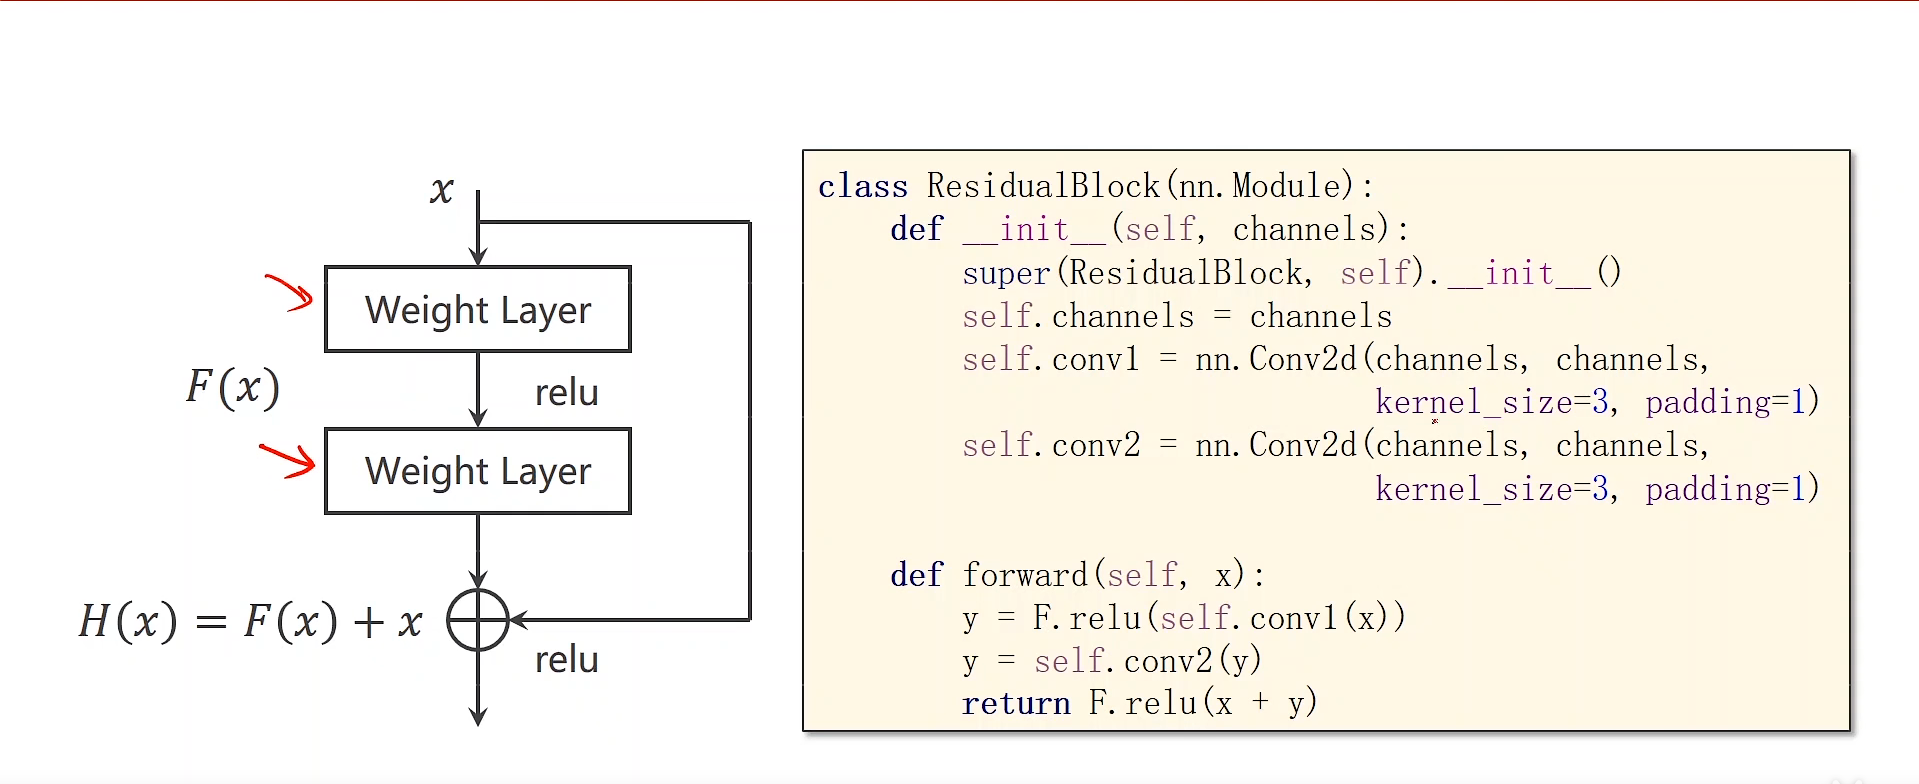 x
Weight Layer
F(x)
relu
Weight Layer
H(x) = F(x) + x
relu
class ResidualBlock(nn.Module):
    def __init__(self, channels):
        super(ResidualBlock, self).__init__()
        self.channels = channels
        self.conv1 = nn.Conv2d(channels, channels,
                               kernel_size=3, padding=1)
        self.conv2 = nn.Conv2d(channels, channels,
                               kernel_size=3, padding=1)
    def forward(self, x):
        y = F.relu(self.conv1(x))
        y = self.conv2(y)
        return F.relu(x + y)